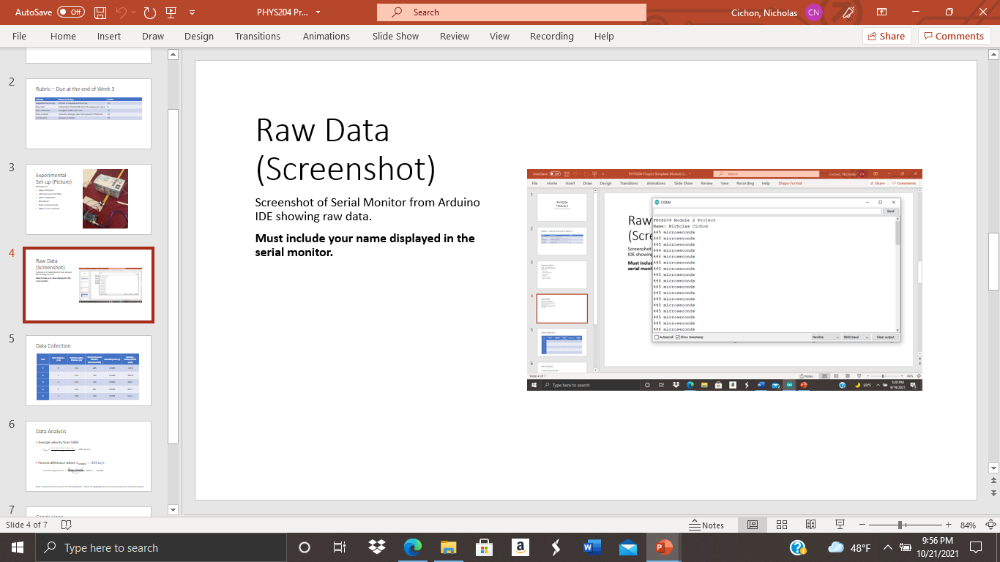 AutoSave Off PHYS204 Pr... Search Cichon, Nicholas CN
File Home Insert Draw Design Transitions Animations Slide Show Review View Recording Help Share Comments
2
Rubric – Due at the end of Week 3
3
Experimental
Set-up (Picture)
4
Raw Data
(Screenshot)
5
Data Collection
6
Data Analysis
• Average velocity from table
• Percent difference where = 343 m/s
7
Conclusions
Raw Data
(Screenshot)
Screenshot of Serial Monitor from Arduino
IDE showing raw data.
Must include your name displayed in the
serial monitor.
AutoSave Off PHYS204 Project Template Module 2... Search Cichon, Nicholas CN
File Home Insert Draw Design Transitions Animations Slide Show Review View Recording Help Shape Format Share Comments
1
PHYS204
Module 2
2
3
4
5
6
Raw
(Scre
Screenshot
IDE showing
Must inclu
serial monit
COM4
Send
PHYS204 Module 2 Project
Name: Nicholas Cichon
445 microseconds
445 microseconds
445 microseconds
444 microseconds
446 microseconds
445 microseconds
445 microseconds
445 microseconds
446 microseconds
445 microseconds
445 microseconds
445 microseconds
445 microseconds
445 microseconds
445 microseconds
445 microseconds
446 microseconds
Autoscroll Show timestamp Newline 9600 baud Clear output
Slide 4 of 7 Notes 84%
Type here to search 59°F 5:20 PM
9/19/2021
Slide 4 of 7 Notes 84%
Type here to search 48°F 9:56 PM
10/21/2021